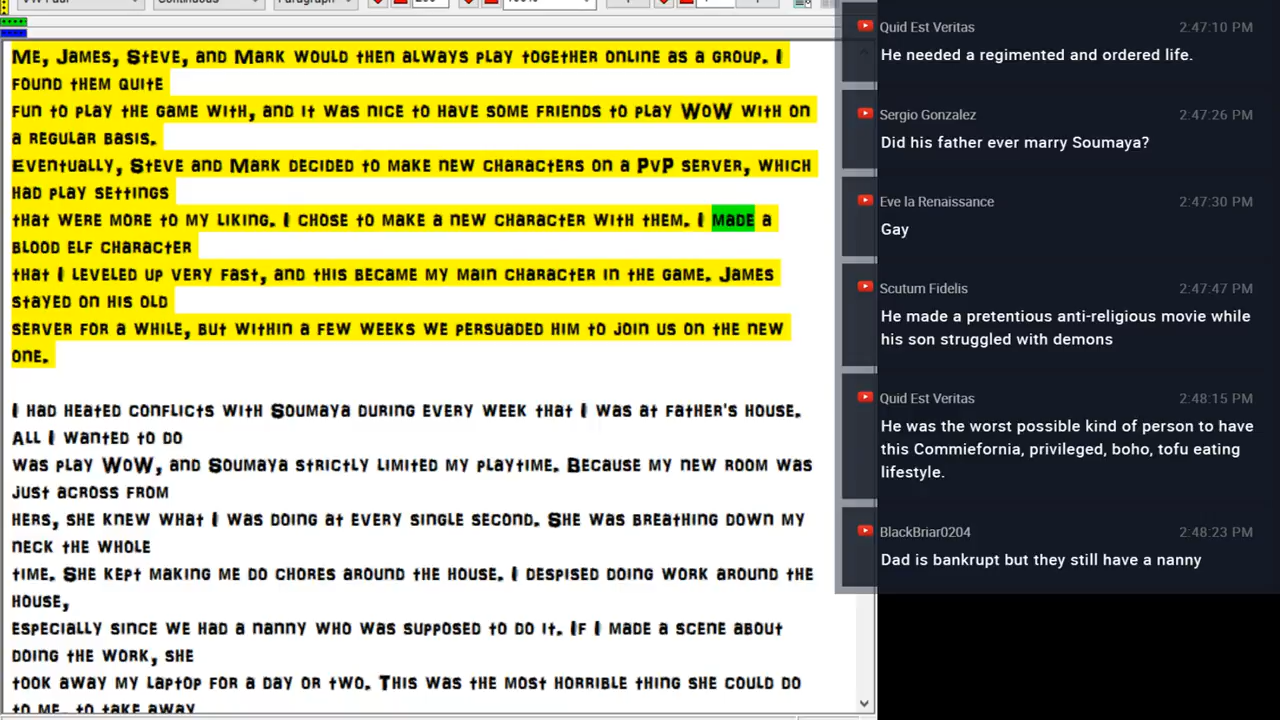 Me, James, Steve, and Mark would then always play together online as a group. I
found them quite
fun to play the game with, and it was nice to have some friends to play WoW with on
a regular basis.
Eventually, Steve and Mark decided to make new characters on a PvP server, which
had play settings
that were more to my liking. I chose to make a new character with them. I made a
blood elf character
that I leveled up very fast, and this became my main character in the game. James
stayed on his old
server for a while, but within a few weeks we persuaded him to join us on the new
one.
I had heated conflicts with Soumaya during every week that I was at father's house.
All I wanted to do
was play WoW, and Soumaya strictly limited my playtime. Because my new room was
just across from
hers, she knew what I was doing at every single second. She was breathing down my
neck the whole
time. She kept making me do chores around the house. I despised doing work around the
house,
especially since we had a nanny who was supposed to do it. If I made a scene about
doing the work, she
took away my laptop for a day or two. This was the most horrible thing she could do
to me, to take away
Quid Est Veritas 2:47:10 PM
He needed a regimented and ordered life.
Sergio Gonzalez 2:47:26 PM
Did his father ever marry Soumaya?
Eve la Renaissance 2:47:30 PM
Gay
Scutum Fidelis 2:47:47 PM
He made a pretentious anti-religious movie while
his son struggled with demons
Quid Est Veritas 2:48:15 PM
He was the worst possible kind of person to have
this Commiefornia, privileged, boho, tofu eating
lifestyle.
BlackBriar0204 2:48:23 PM
Dad is bankrupt but they still have a nanny